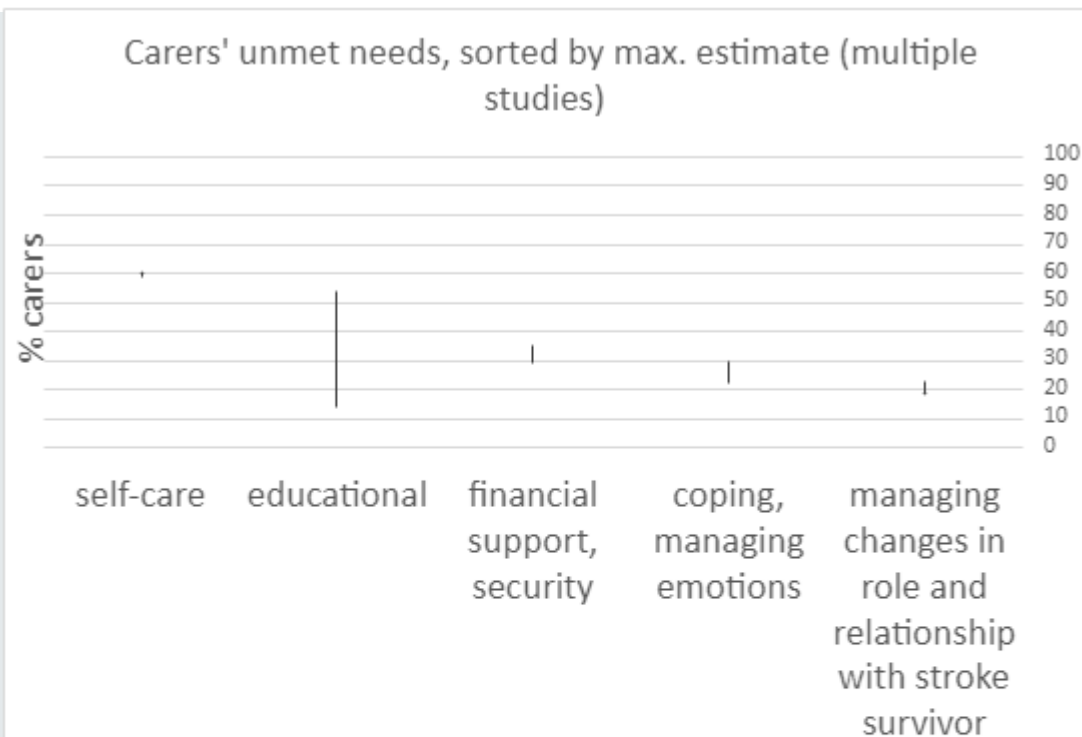 Carers' unmet needs, sorted by max. estimate (multiple
studies)
% carers
100
90
80
70
60
50
40
30
20
10
0
self-care
educational
financial
support,
security
coping,
managing
emotions
managing
changes in
role and
relationship
with stroke
survivor